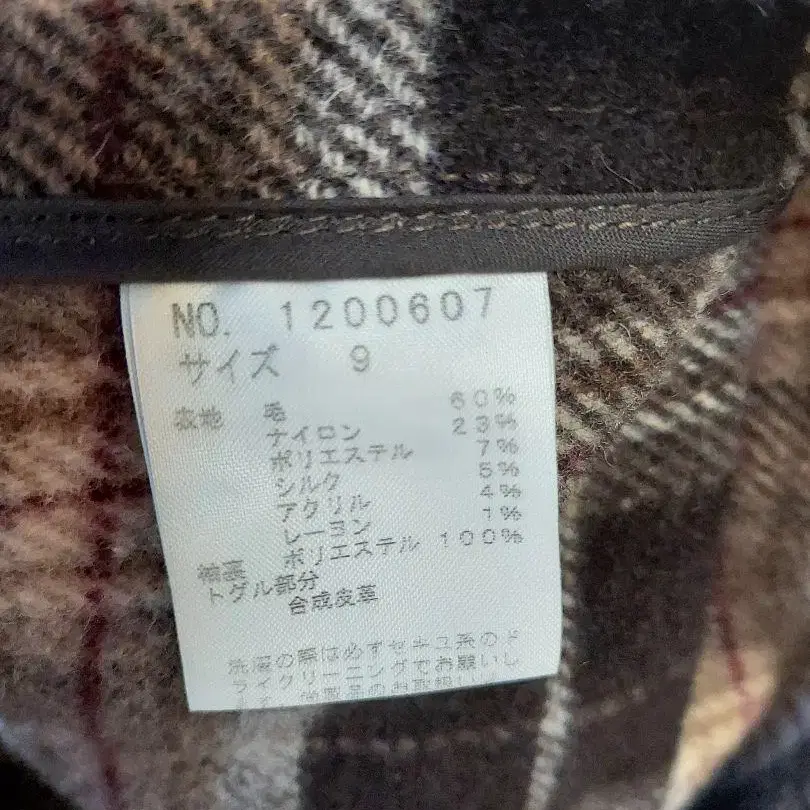 NO. 1200607
サイズ 9
表地 毛 60%
ナイロン 23%
ポリエステル 7%
シルク 5%
アクリル 4%
レーヨン 1%
袖裏 ポリエステル 100%
トグル部分
合成皮革
洗濯の際は必ずセキユ系のド
ライクリーニングでお願いし